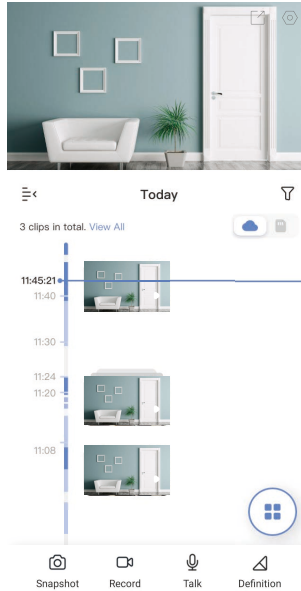 Today
3 clips in total. View All
11:45:21
11:40
11:30
11:24
11:20
11:08
Snapshot
Record
Talk
Definition